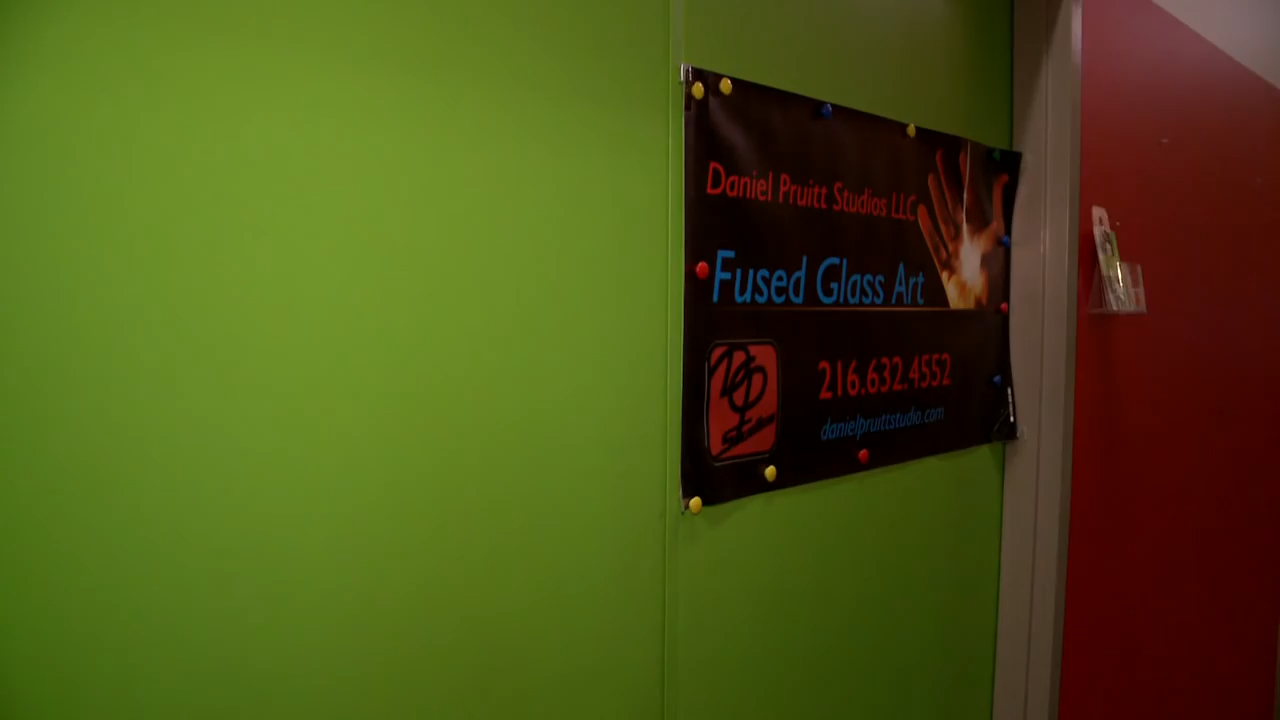 Daniel Pruitt Studios LLC
Fused Glass Art
216.632.4552
danielpruittstudio.com